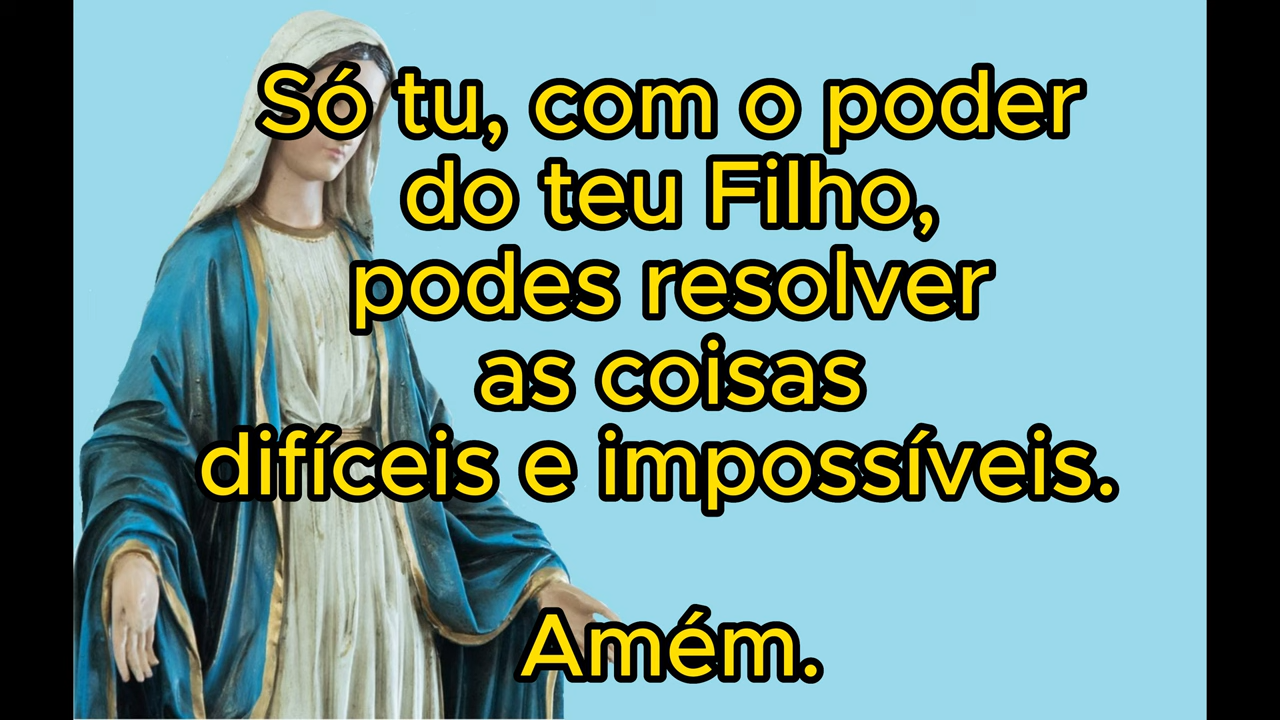 Só tu, com o poder
do teu Filho,
podes resolver
as coisas
difíceis e impossíveis.
Amém.